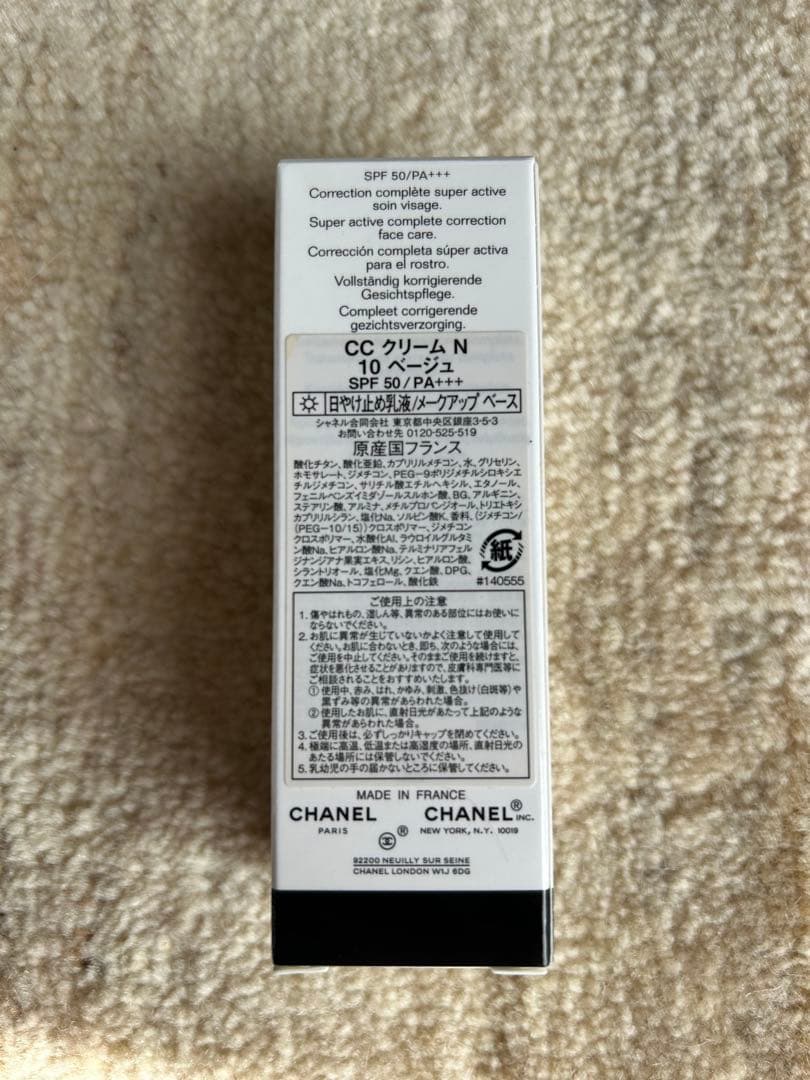 SPF 50/PA+++
Correction complète super active
soin visage.
Super active complete correction
face care.
Corrección completa súper activa
para el rostro.
Vollständig korrigierende
Gesichtspflege.
Compleet corrigerende
gezichtsverzorging.
CC クリーム N
10 ベージュ
SPF 50/PA+++
日やけ止め乳液/メークアップ ベース
シャネル合同会社 東京都中央区銀座3-5-3
お問い合わせ先 0120-525-519
原産国フランス
酸化チタン, 酸化亜鉛, カプリリルメチコン, 水, グリセリン,
ホモサレート, ジメチコン, PEG-9ポリジメチルシロキシエ
チルジメチコン, サリチル酸エチルヘキシル, エタノール,
フェニルベンズイミダゾールスルホン酸, BG, アルギニン,
ステアリン酸, アルミナ, メチルプロパンジオール, トリエトキシ
カプリリルシラン, 塩化Na, ソルビン酸K, 香料, (ジメチコン/
(PEG-10/15))クロスポリマー, ジメチコン
クロスポリマー, 水酸化Al, ラウロイルグルタミ
ン酸Na, ヒアルロン酸Na, テルミナリアフェル
ジナンジアナ果実エキス, リシン, ヒアルロン酸,
シラントリオール, 塩化Mg, クエン酸, DPG,
クエン酸Na, トコフェロール, 酸化鉄
紙
#140555
ご使用上の注意
1. 傷やはれもの、湿しん等、異常のある部位にはお使いに
ならないでください。
2. お肌に異常が生じていないかよく注意して使用して
ください。お肌に合わないとき、即ち、次のような場合には、
ご使用を中止してください。そのままご使用を続けますと、
症状を悪化させることがありますので、皮膚科専門医等に
ご相談されることをおすすめいたします。
① 使用中、赤み、はれ、かゆみ、刺激、色抜け(白斑等)や
黒ずみ等の異常があらわれた場合。
② 使用したお肌に、直射日光があたって上記のような
異常があらわれた場合。
3. ご使用後は、必ずしっかりキャップを閉めてください。
4. 極端に高温、低温または高湿度の場所、直射日光の
あたる場所には保管しないでください。
5. 乳幼児の手の届かないところに保管してください。
MADE IN FRANCE
CHANEL CHANEL® INC.
PARIS NEW YORK, N.Y. 10019
®
92200 NEUILLY SUR SEINE
CHANEL LONDON W1J 6DG